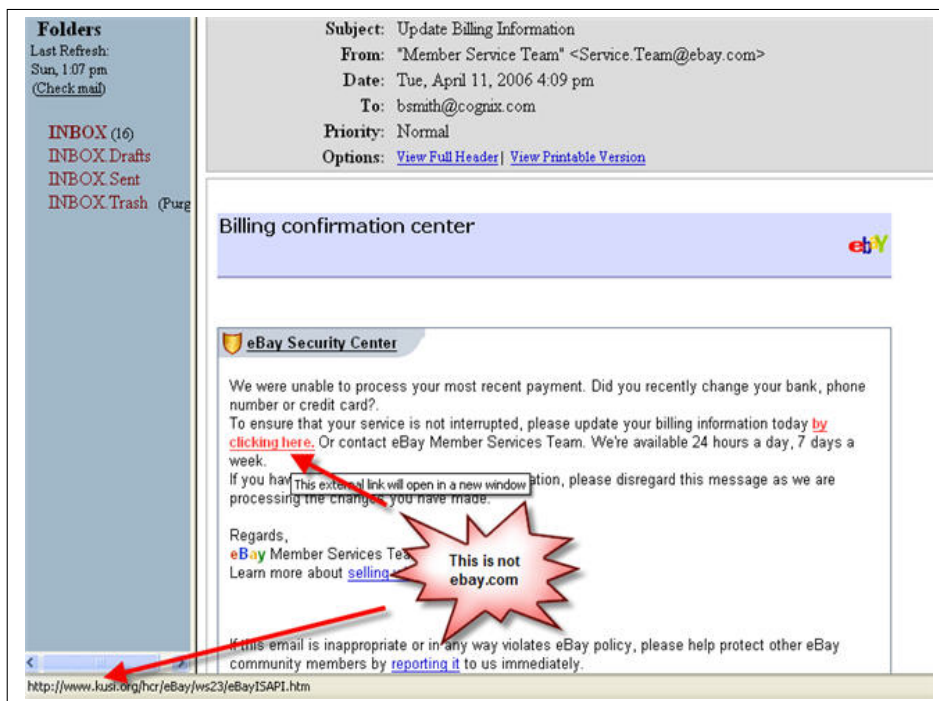 Folders
Last Refresh:
Sun, 1:07 pm
(Check mail)
INBOX (16)
INBOX.Drafts
INBOX.Sent
INBOX.Trash (Purg
Subject: Update Billing Information
From: "Member Service Team" <Service.Team@ebay.com>
Date: Tue, April 11, 2006 4:09 pm
To: bsmith@cognix.com
Priority: Normal
Options: View Full Header | View Printable Version
Billing confirmation center
ebay
eBay Security Center
We were unable to process your most recent payment. Did you recently change your bank, phone
number or credit card?.
To ensure that your service is not interrupted, please update your billing information today by
clicking here. Or contact eBay Member Services Team. We're available 24 hours a day, 7 days a
week.
If you hav
This external link will open in a new window
ation, please disregard this message as we are
processing the changes you have made.
Regards,
eBay Member Services Tea
Learn more about selling
This is not
ebay.com
If this email is inappropriate or in any way violates eBay policy, please help protect other eBay
community members by reporting it to us immediately.
http://www.kusi.org/hcr/eBay/ws23/eBayISAPI.htm